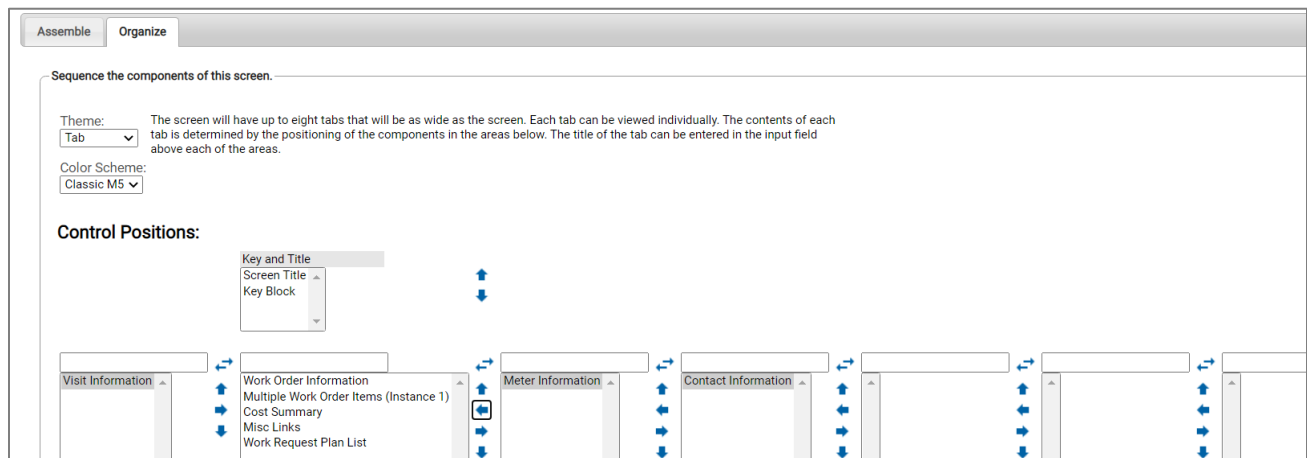 Assemble
Organize
Sequence the components of this screen.
Theme:
Tab
The screen will have up to eight tabs that will be as wide as the screen. Each tab can be viewed individually. The contents of each
tab is determined by the positioning of the components in the areas below. The title of the tab can be entered in the input field
above each of the areas.
Color Scheme:
Classic M5
Control Positions:
Key and Title
Screen Title
Key Block
Visit Information
Work Order Information
Multiple Work Order Items (Instance 1)
Cost Summary
Misc Links
Work Request Plan List
Meter Information
Contact Information